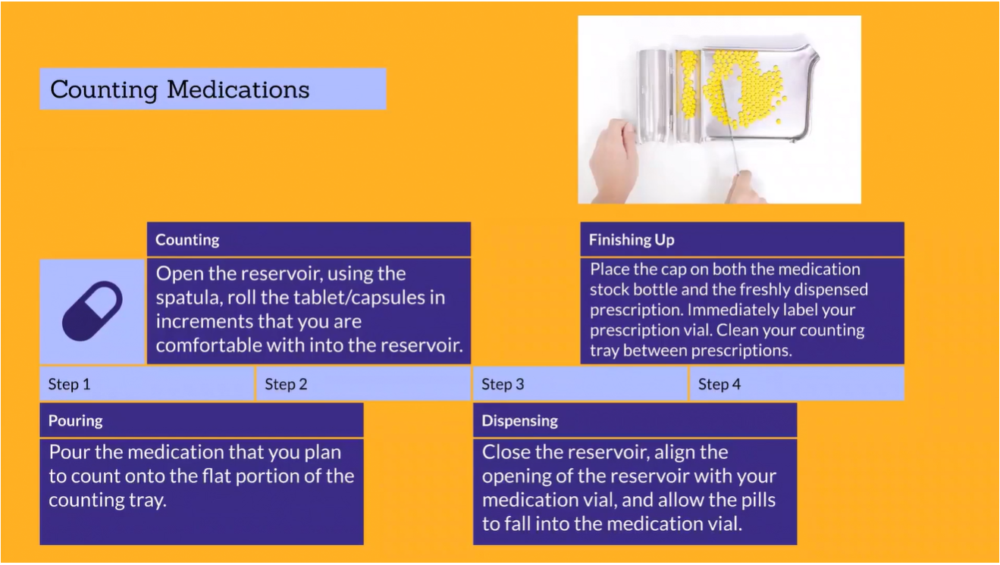 Counting Medications
Counting
Open the reservoir, using the
spatula, roll the tablet/capsules in
increments that you are
comfortable with into the reservoir.
Finishing Up
Place the cap on both the medication
stock bottle and the freshly dispensed
prescription. Immediately label your
prescription vial. Clean your counting
tray between prescriptions.
Step 1
Step 2
Step 3
Step 4
Pouring
Pour the medication that you plan
to count onto the flat portion of the
counting tray.
Dispensing
Close the reservoir, align the
opening of the reservoir with your
medication vial, and allow the pills
to fall into the medication vial.